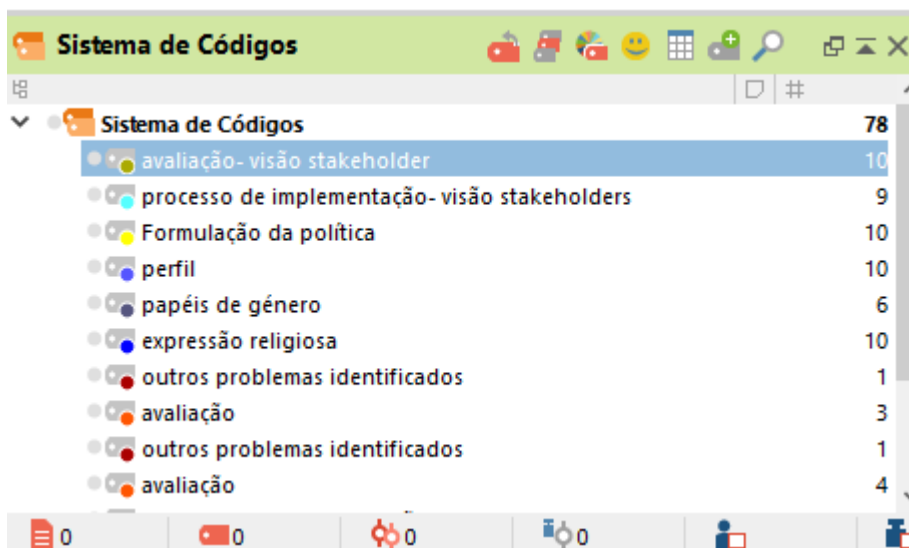 Sistema de Códigos
Sistema de Códigos 78
avaliação- visão stakeholder 10
processo de implementação- visão stakeholders 9
Formulação da política 10
perfil 10
papéis de género 6
expressão religiosa 10
outros problemas identificados 1
avaliação 3
outros problemas identificados 1
avaliação 4
0 0 0 0